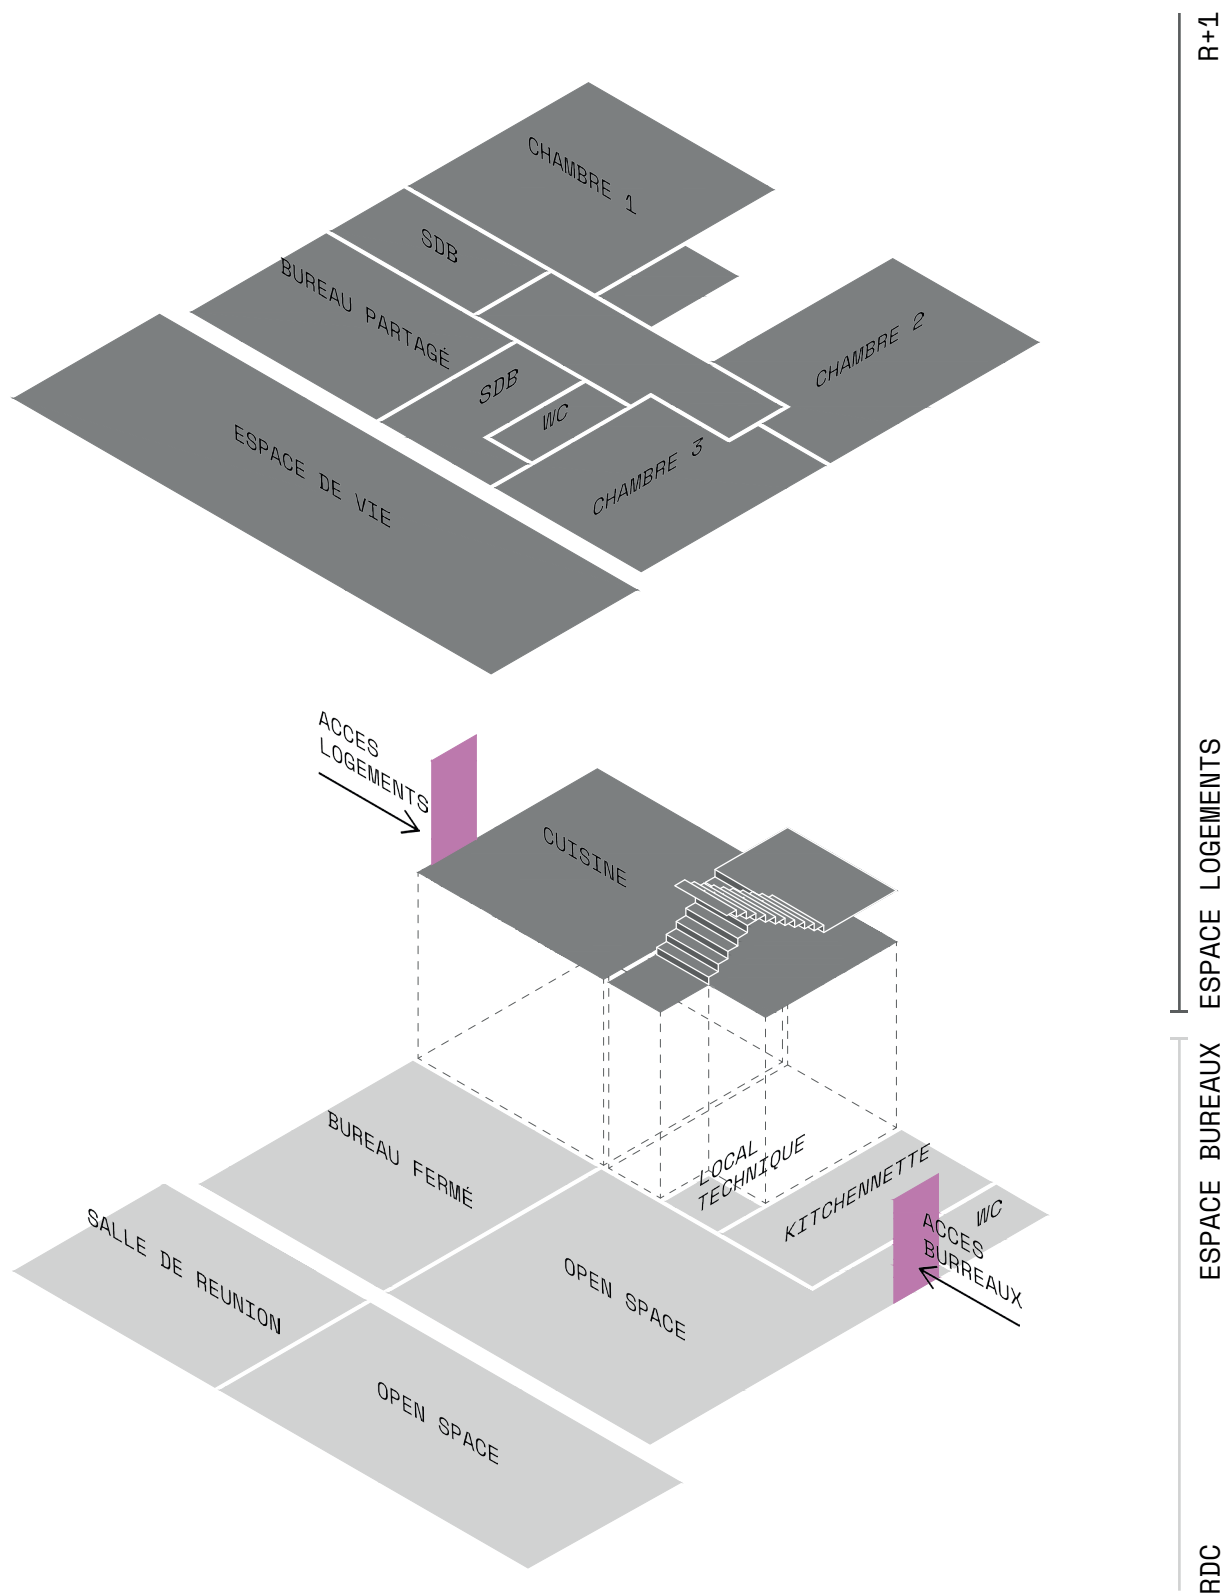 R+1
CHAMBRE 1
SDB
BUREAU PARTAGÉ
CHAMBRE 2
SDB
WC
CHAMBRE 3
ESPACE DE VIE
ACCES
LOGEMENTS
CUISINE
ESPACE LOGEMENTS
ESPACE BUREAUX
BUREAU FERMÉ
LOCAL
TECHNIQUE
KITCHENNETTE
WC
ACCES
BURREAUX
SALLE DE REUNION
OPEN SPACE
OPEN SPACE
RDC